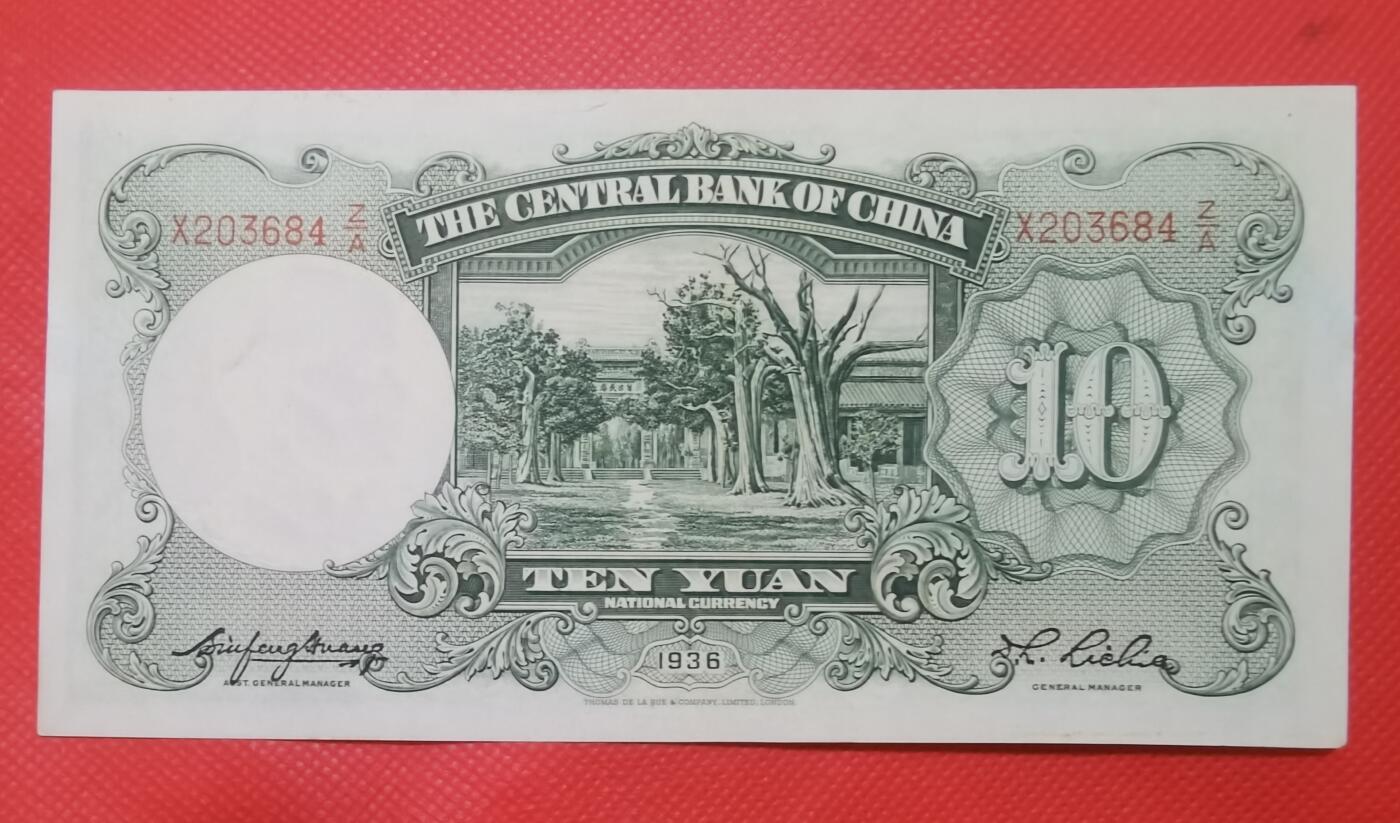 THE CENTRAL BANK OF CHINA
X203684 Z/A
X203684 Z/A
10
TEN YUAN
NATIONAL CURRENCY
1936
ASST. GENERAL MANAGER
GENERAL MANAGER
THOMAS DE LA RUE & COMPANY, LIMITED, LONDON.